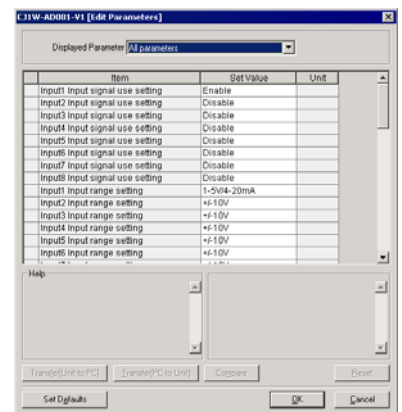 CJ1W-AD081-V1 [Edit Parameters]
Displayed Parameter All parameters
Item Set Value Unit
Input1 Input signal use setting Enable
Input2 Input signal use setting Disable
Input3 Input signal use setting Disable
Input4 Input signal use setting Disable
Input5 Input signal use setting Disable
Input6 Input signal use setting Disable
Input7 Input signal use setting Disable
Input8 Input signal use setting Disable
Input1 Input range setting 1-5V/4-20mA
Input2 Input range setting +/-10V
Input3 Input range setting +/-10V
Input4 Input range setting +/-10V
Input5 Input range setting +/-10V
Input6 Input range setting +/-10V
Help
Transfer[Unit to PC] Transfer[PC to Unit] Compare Reset
Set Defaults OK Cancel